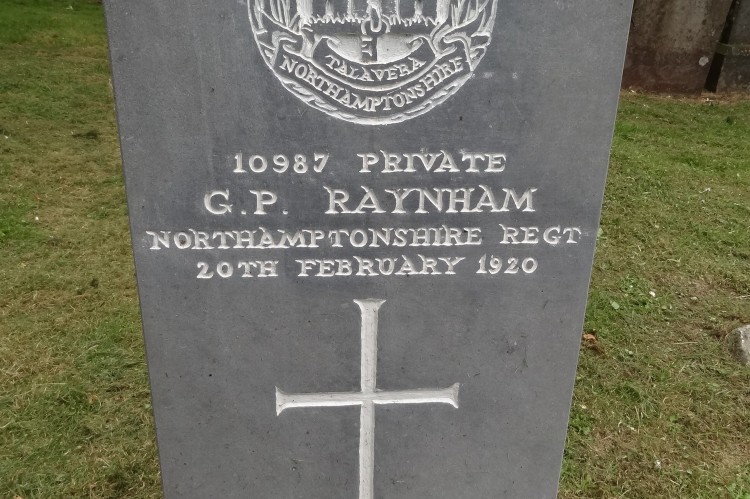 TALAVERA
NORTHAMPTONSHIRE
10987 PRIVATE
G.P. RAYNHAM
NORTHAMPTONSHIRE REGT
20TH FEBRUARY 1920